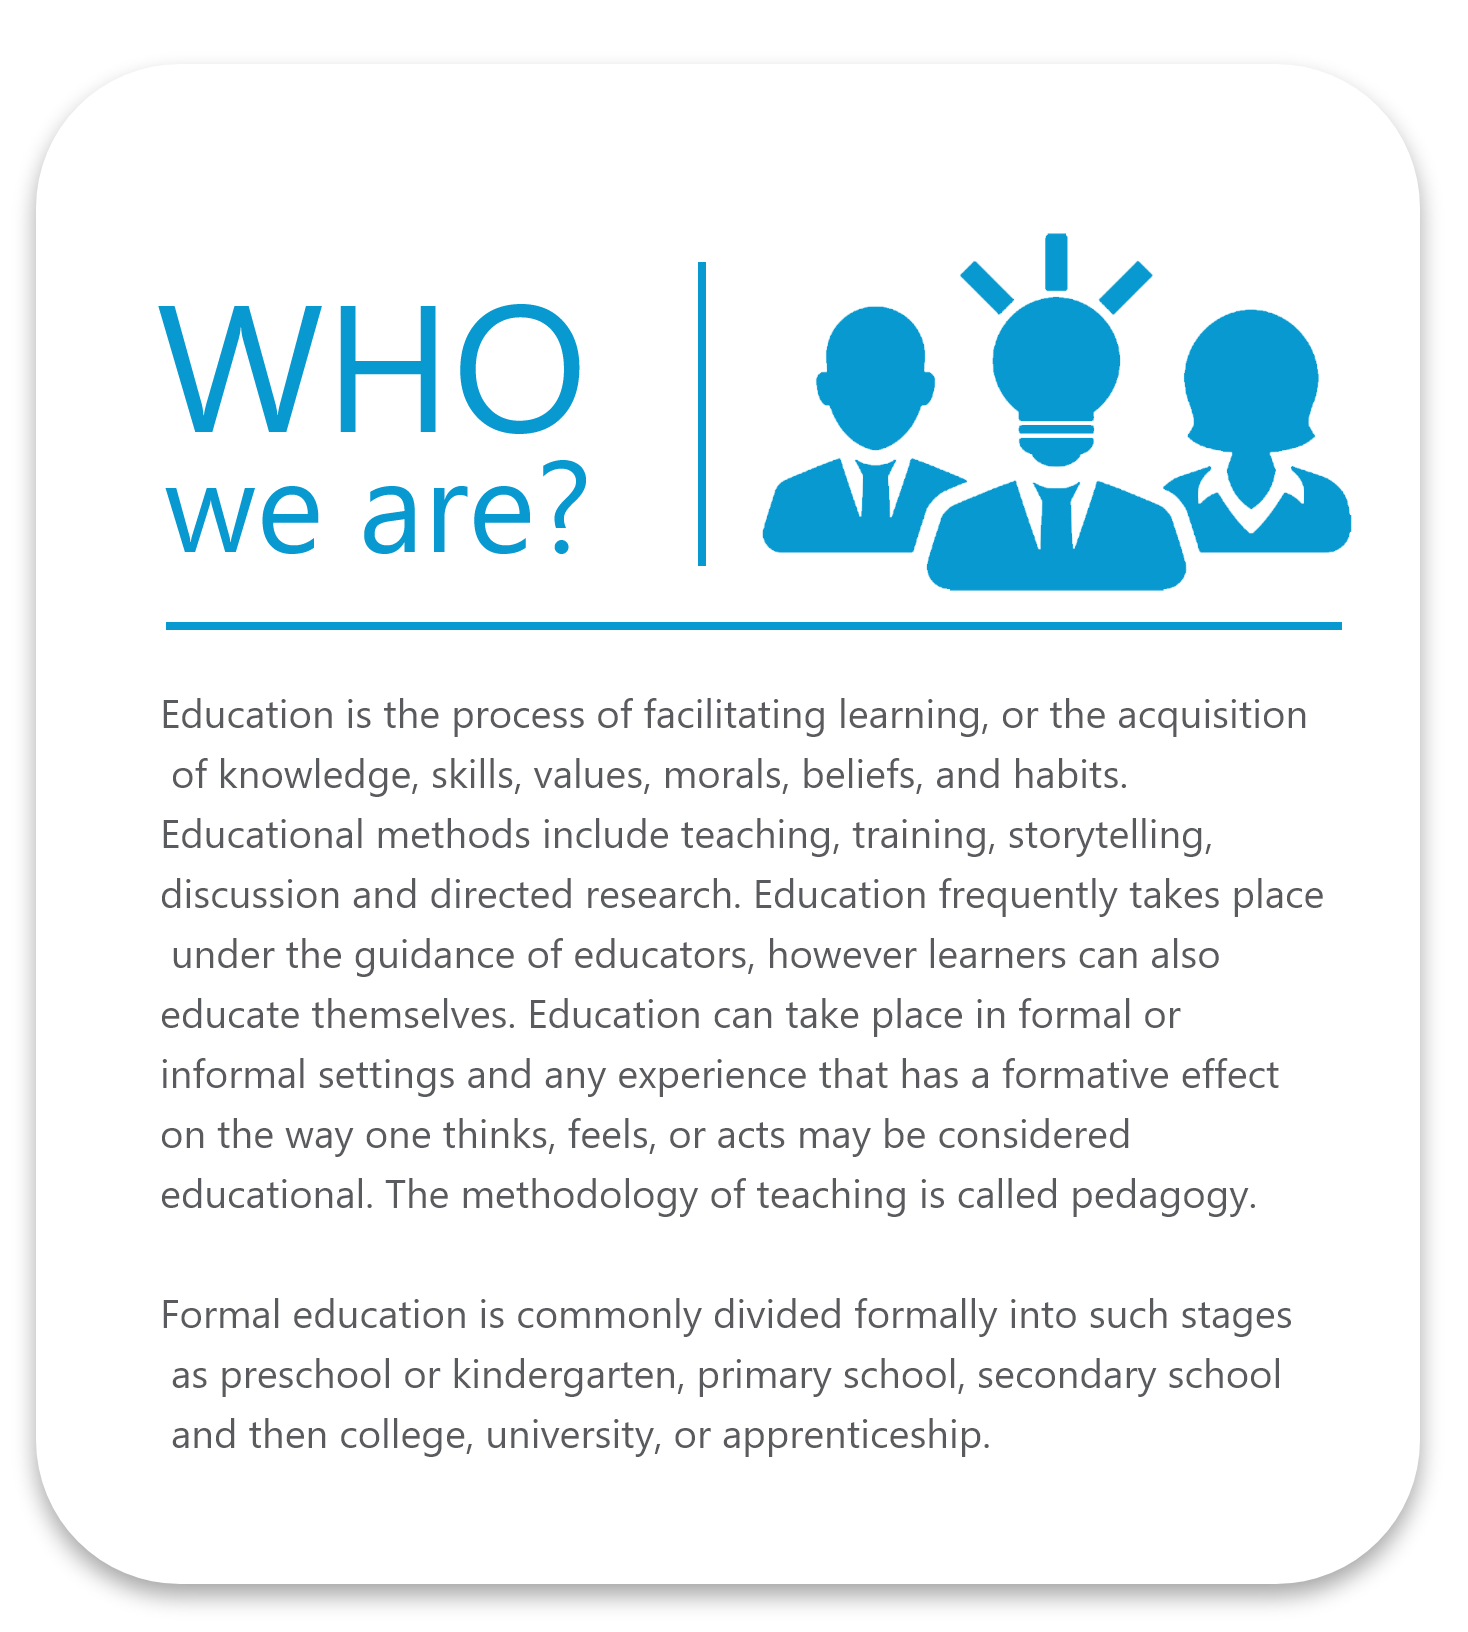 WHO
we are?
Education is the process of facilitating learning, or the acquisition
of knowledge, skills, values, morals, beliefs, and habits.
Educational methods include teaching, training, storytelling,
discussion and directed research. Education frequently takes place
under the guidance of educators, however learners can also
educate themselves. Education can take place in formal or
informal settings and any experience that has a formative effect
on the way one thinks, feels, or acts may be considered
educational. The methodology of teaching is called pedagogy.
Formal education is commonly divided formally into such stages
as preschool or kindergarten, primary school, secondary school
and then college, university, or apprenticeship.